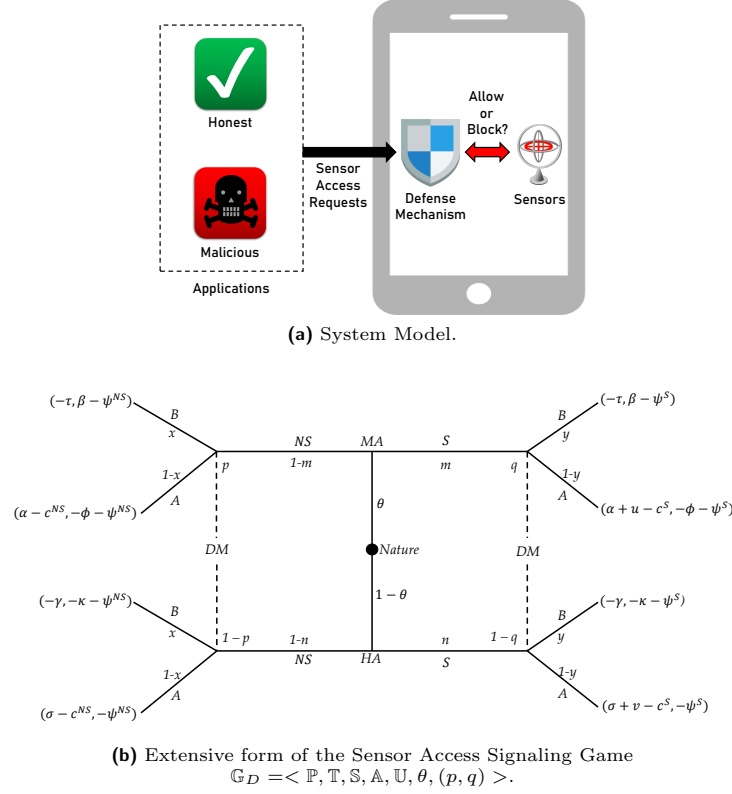 Honest
Malicious
Applications
Sensor
Access
Requests
Defense
Mechanism
Allow
or
Block?
Sensors
(a) System Model.
(−τ, β − ψ^NS)
B
x
NS
MA
S
B
y
(−τ, β − ψ^S)
1-x
A
p
1-m
m
q
1-y
A
(α − c^NS, −ϕ − ψ^NS)
θ
(α + u − c^S, −ϕ − ψ^S)
DM
Nature
DM
(−γ, −κ − ψ^NS)
B
x
1 − θ
B
y
(−γ, −κ − ψ^S)
1 − p
1-n
n
1 − q
1-x
A
NS
HA
S
1-y
A
(σ − c^NS, −ψ^NS)
(σ + v − c^S, −ψ^S)
(b) Extensive form of the Sensor Access Signaling Game
𝔾_D =< ℙ, 𝕋, 𝕊, 𝔸, 𝕌, θ, (p, q) >.